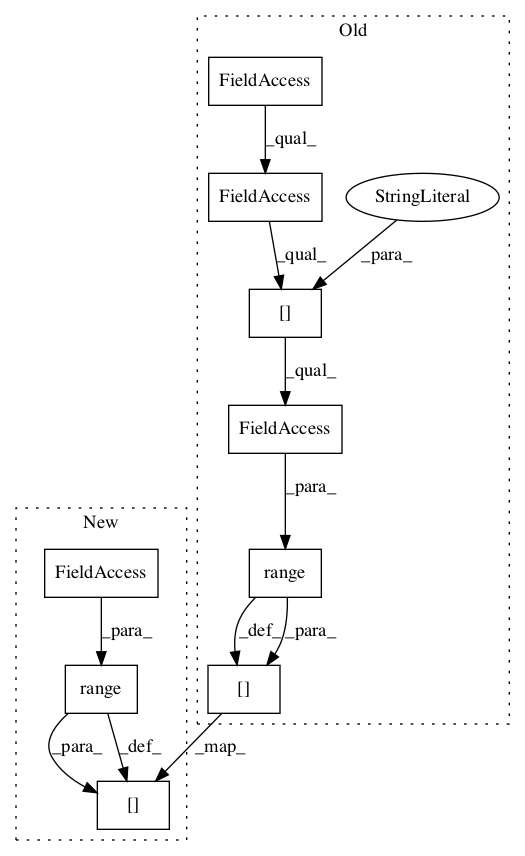 Old
FieldAccess
_qual_
FieldAccess
StringLiteral
_qual_
_para_
[]
_qual_
FieldAccess
_para_
New
FieldAccess
range
_para_
_def_
_para_
range
[]
_para_
_def_
_map_
[]